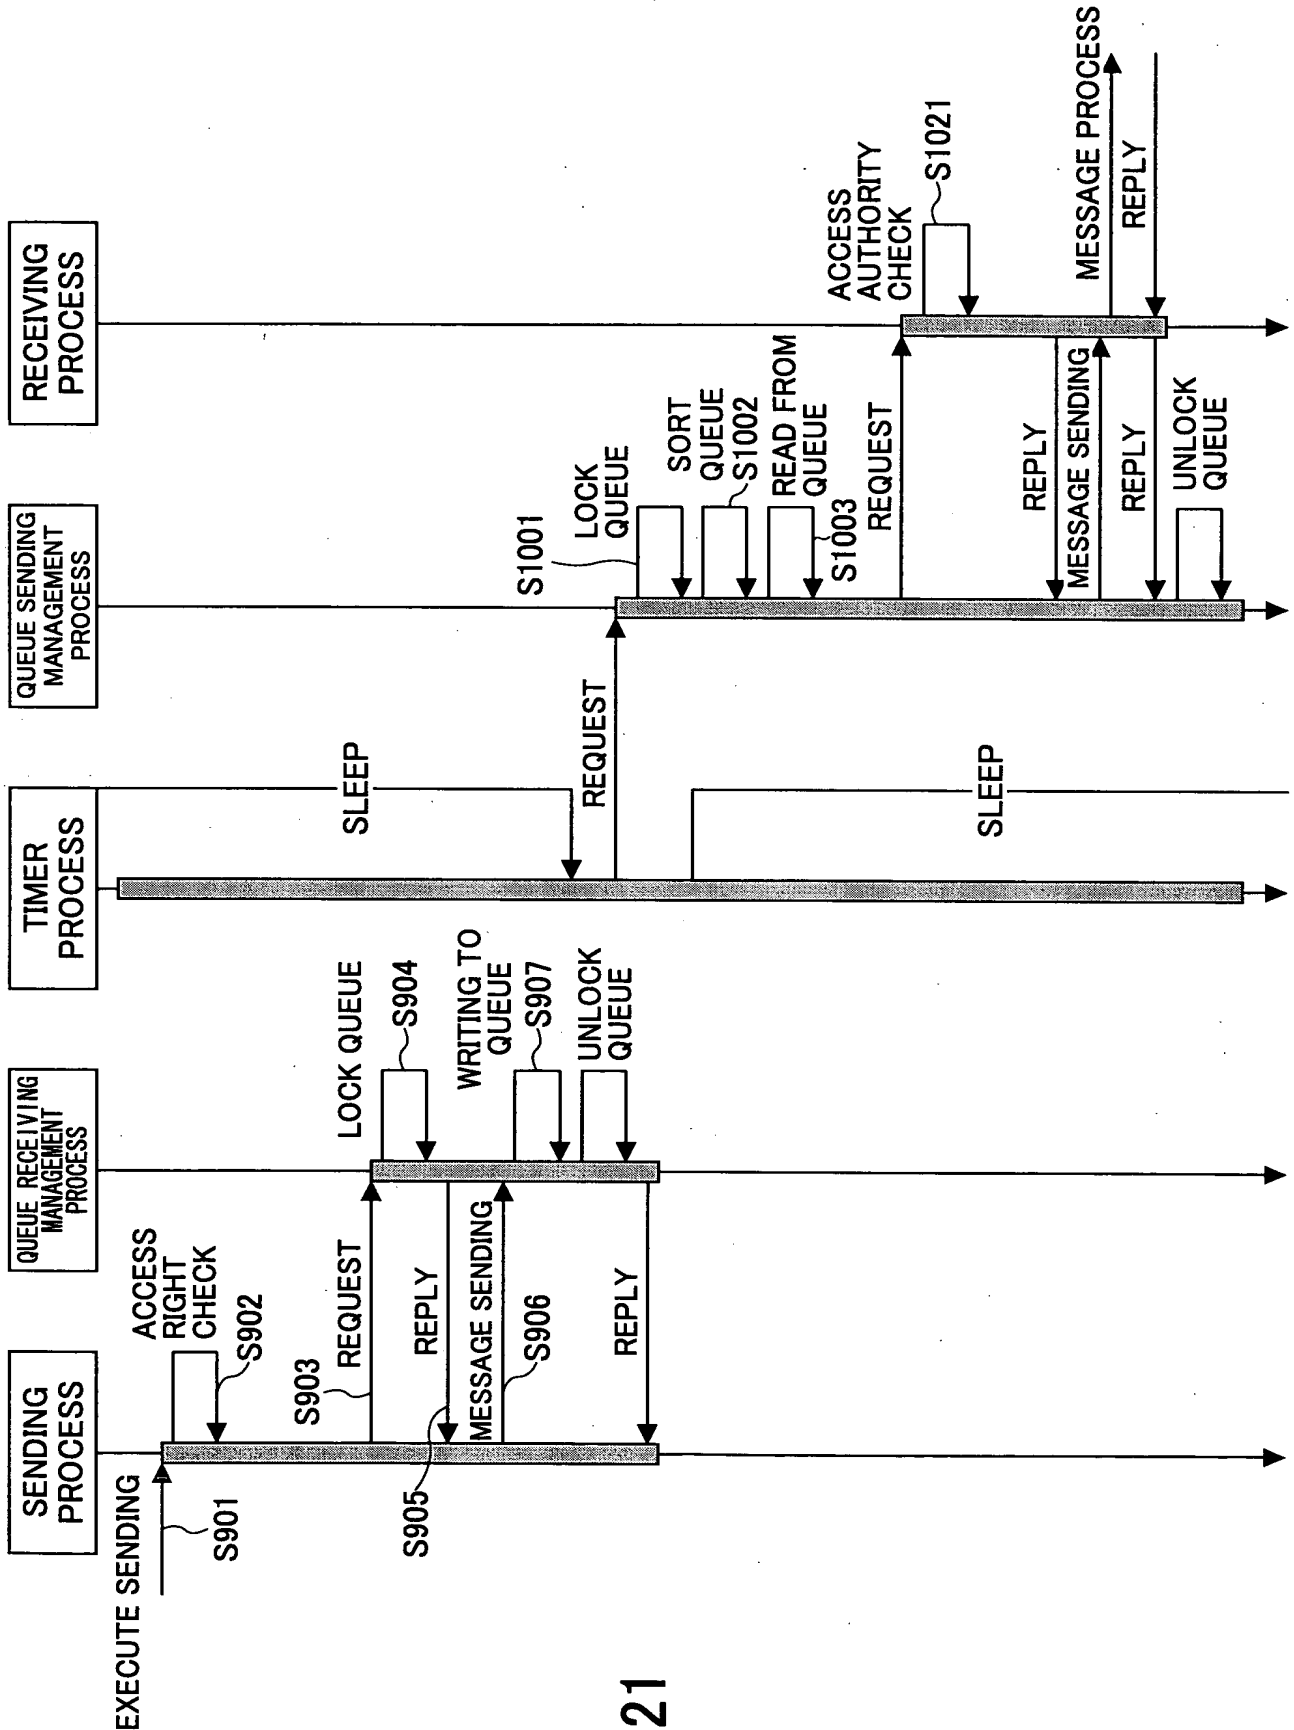 SENDING
PROCESS
QUEUE RECEIVING
MANAGEMENT
PROCESS
TIMER
PROCESS
QUEUE SENDING
MANAGEMENT
PROCESS
RECEIVING
PROCESS
EXECUTE SENDING
S901
ACCESS
RIGHT
CHECK
S902
S903
REQUEST
LOCK QUEUE
S904
S905
REPLY
MESSAGE SENDING
S906
WRITING TO
QUEUE
S907
UNLOCK
QUEUE
REPLY
SLEEP
REQUEST
SLEEP
S1001
LOCK
QUEUE
SORT
QUEUE
S1002
READ FROM
QUEUE
S1003
REQUEST
ACCESS
AUTHORITY
CHECK
S1021
REPLY
MESSAGE SENDING
MESSAGE PROCESS
REPLY
REPLY
UNLOCK
QUEUE
21